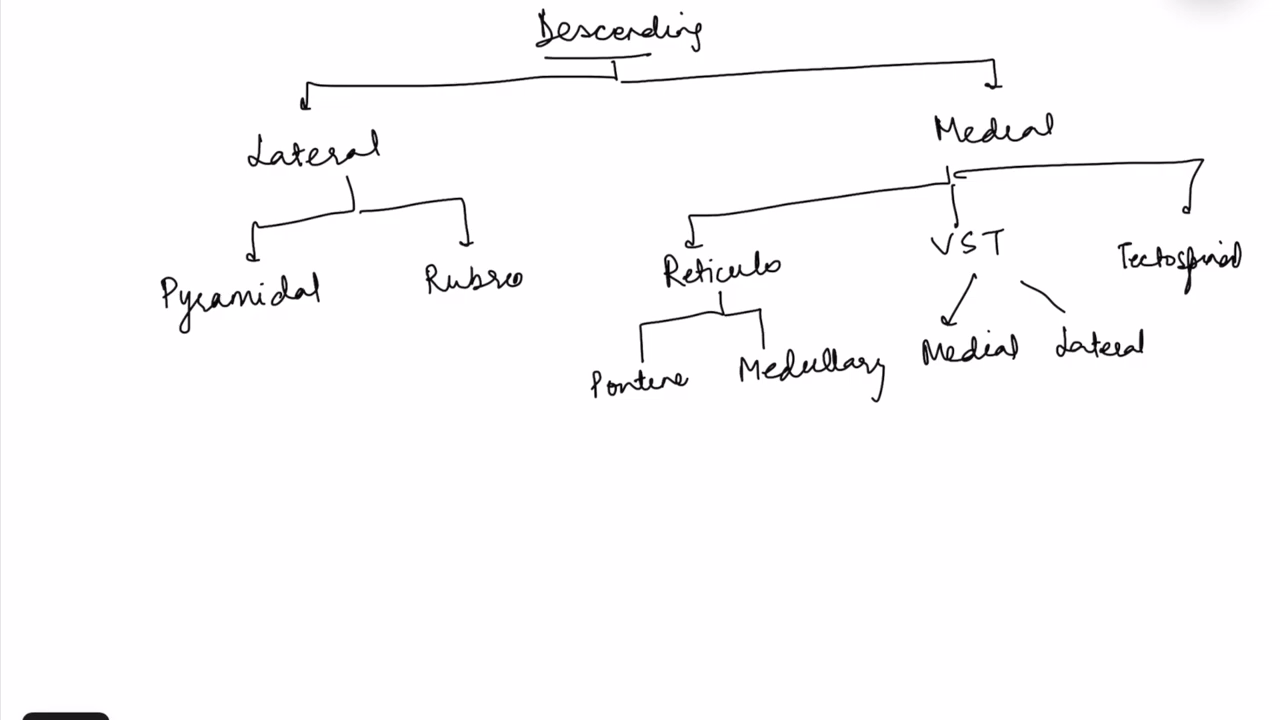 Descending
Lateral
Medial
Pyramidal
Rubro
Reticulo
VST
Tectospinal
Pontine
Medullary
Medial
Lateral